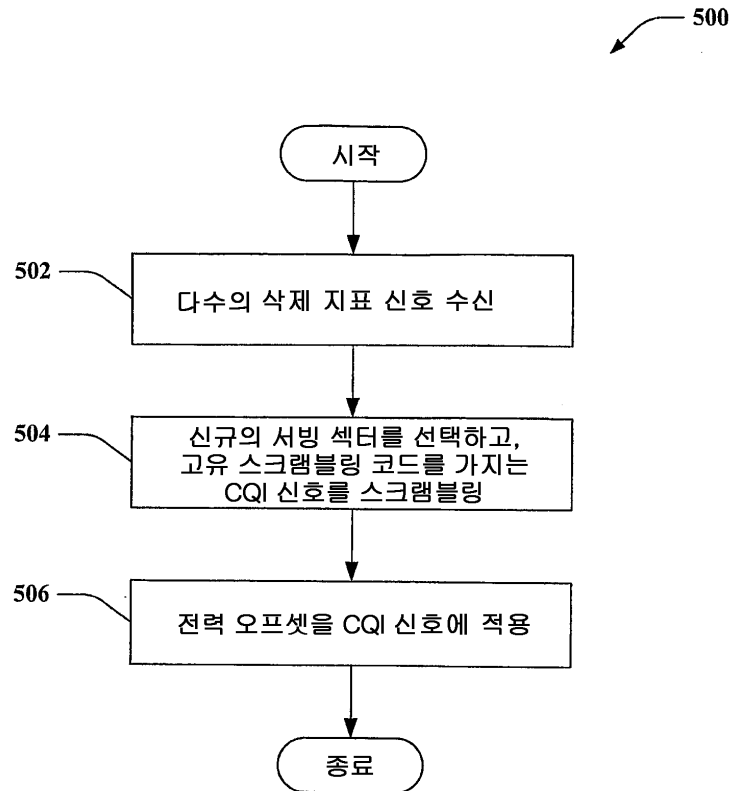 500
시작
502
다수의 삭제 지표 신호 수신
504
신규의 서빙 섹터를 선택하고,
고유 스크램블링 코드를 가지는
CQI 신호를 스크램블링
506
전력 오프셋을 CQI 신호에 적용
종료